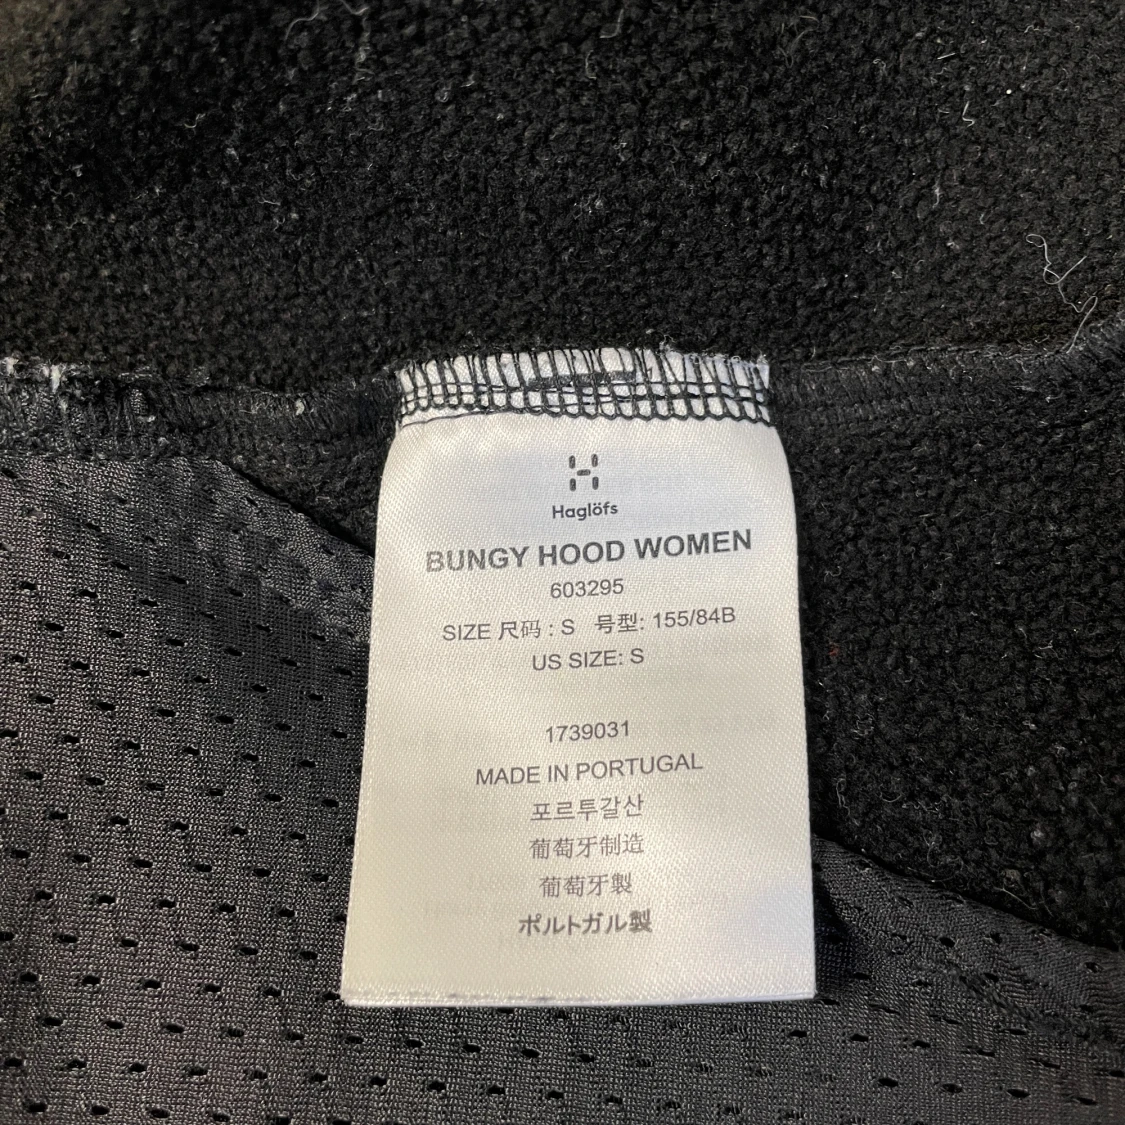 Haglöfs
BUNGY HOOD WOMEN
603295
SIZE 尺码 : S 号型: 155/84B
US SIZE: S
1739031
MADE IN PORTUGAL
포르투갈산
葡萄牙制造
葡萄牙製
ポルトガル製